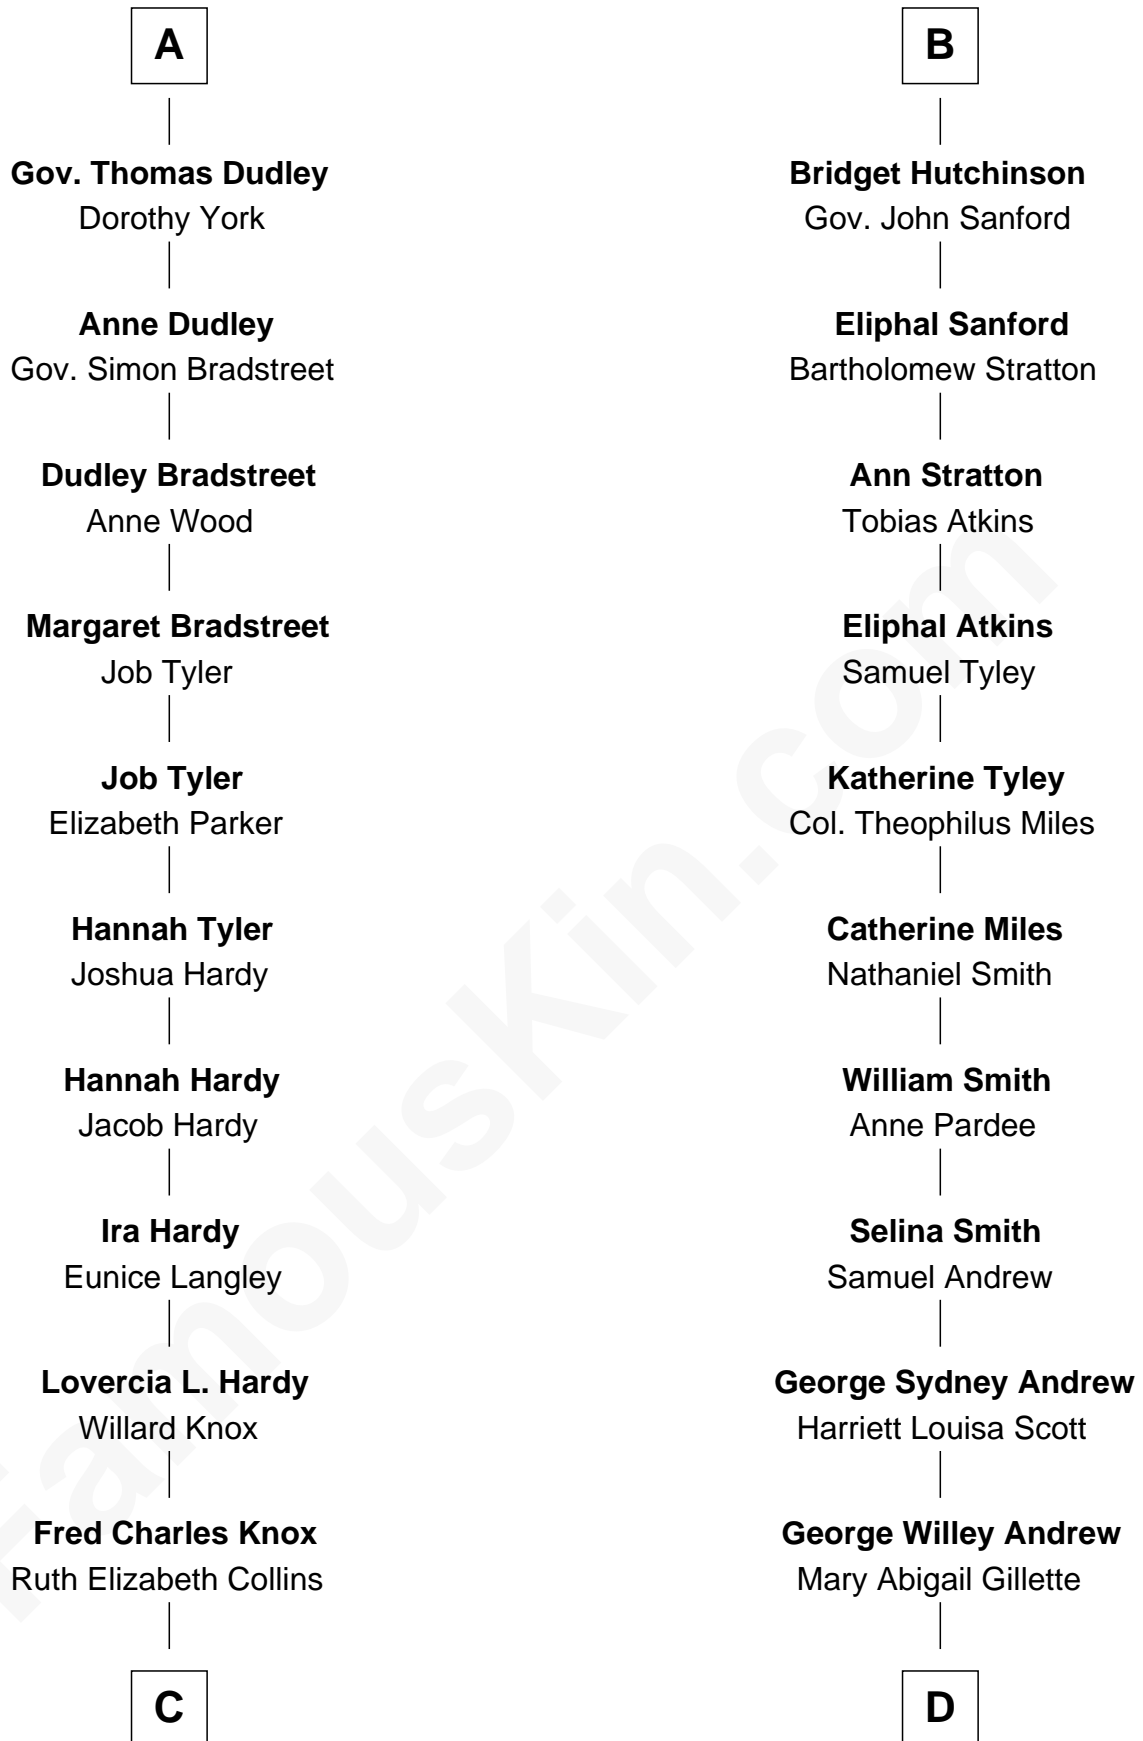 A
Gov. Thomas Dudley
Dorothy York
Anne Dudley
Gov. Simon Bradstreet
Dudley Bradstreet
Anne Wood
Margaret Bradstreet
Job Tyler
Job Tyler
Elizabeth Parker
Hannah Tyler
Joshua Hardy
Hannah Hardy
Jacob Hardy
Ira Hardy
Eunice Langley
Lovercia L. Hardy
Willard Knox
Fred Charles Knox
Ruth Elizabeth Collins
C
B
Bridget Hutchinson
Gov. John Sanford
Eliphal Sanford
Bartholomew Stratton
Ann Stratton
Tobias Atkins
Eliphal Atkins
Samuel Tyley
Katherine Tyley
Col. Theophilus Miles
Catherine Miles
Nathaniel Smith
William Smith
Anne Pardee
Selina Smith
Samuel Andrew
George Sydney Andrew
Harriett Louisa Scott
George Willey Andrew
Mary Abigail Gillette
D
FamousKin.com